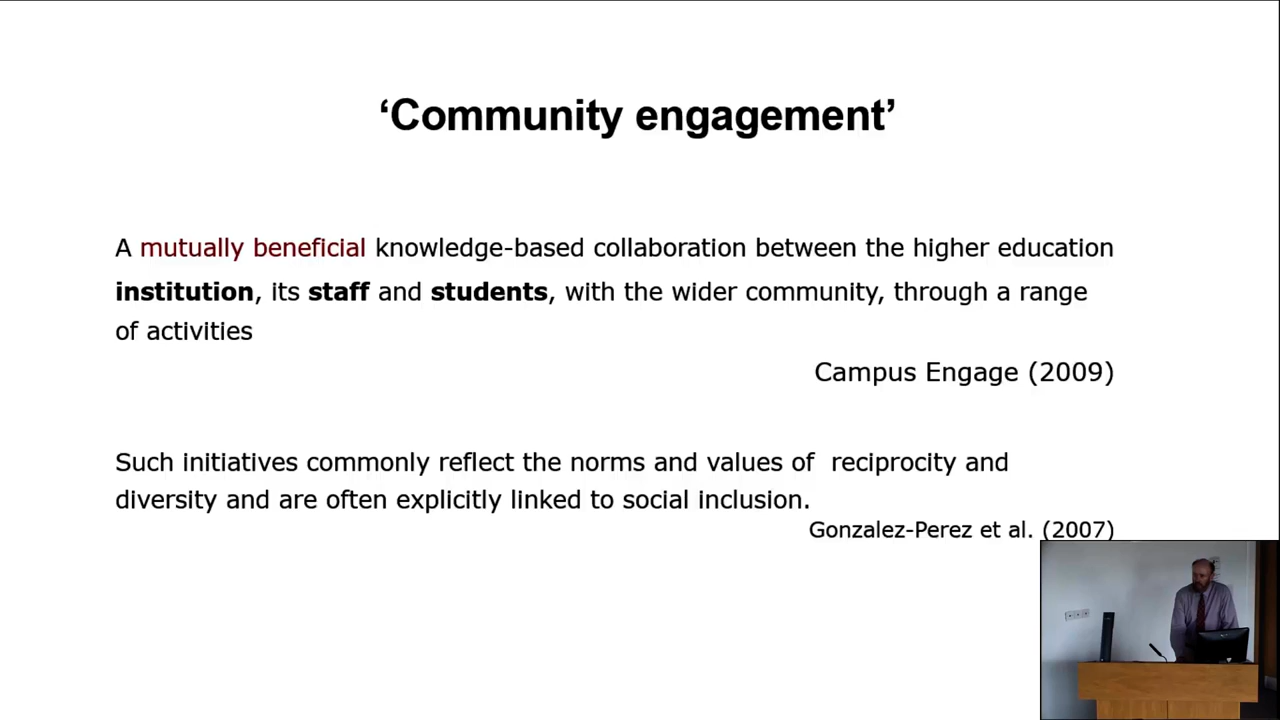 ‘Community engagement’
A mutually beneficial knowledge-based collaboration between the higher education
institution, its staff and students, with the wider community, through a range
of activities
Campus Engage (2009)
Such initiatives commonly reflect the norms and values of  reciprocity and
diversity and are often explicitly linked to social inclusion.
Gonzalez-Perez et al. (2007)